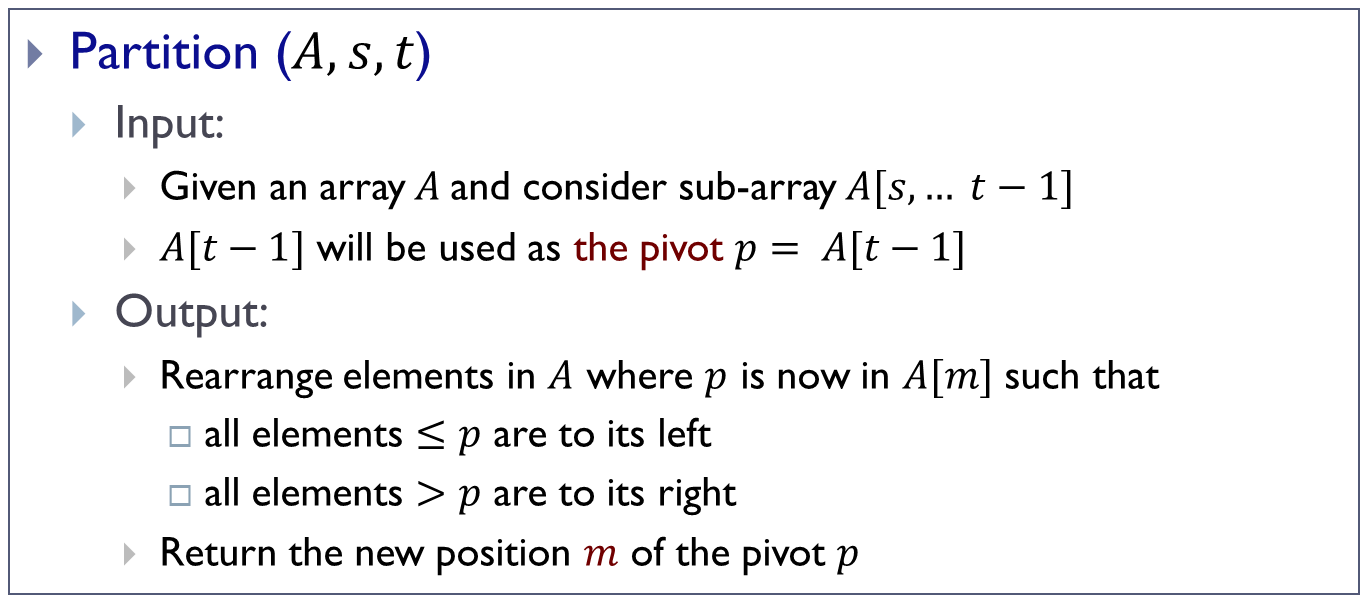 Partition (A, s, t)
Input:
Given an array A and consider sub-array A[s, … t − 1]
A[t − 1] will be used as the pivot p = A[t − 1]
Output:
Rearrange elements in A where p is now in A[m] such that
all elements ≤ p are to its left
all elements > p are to its right
Return the new position m of the pivot p